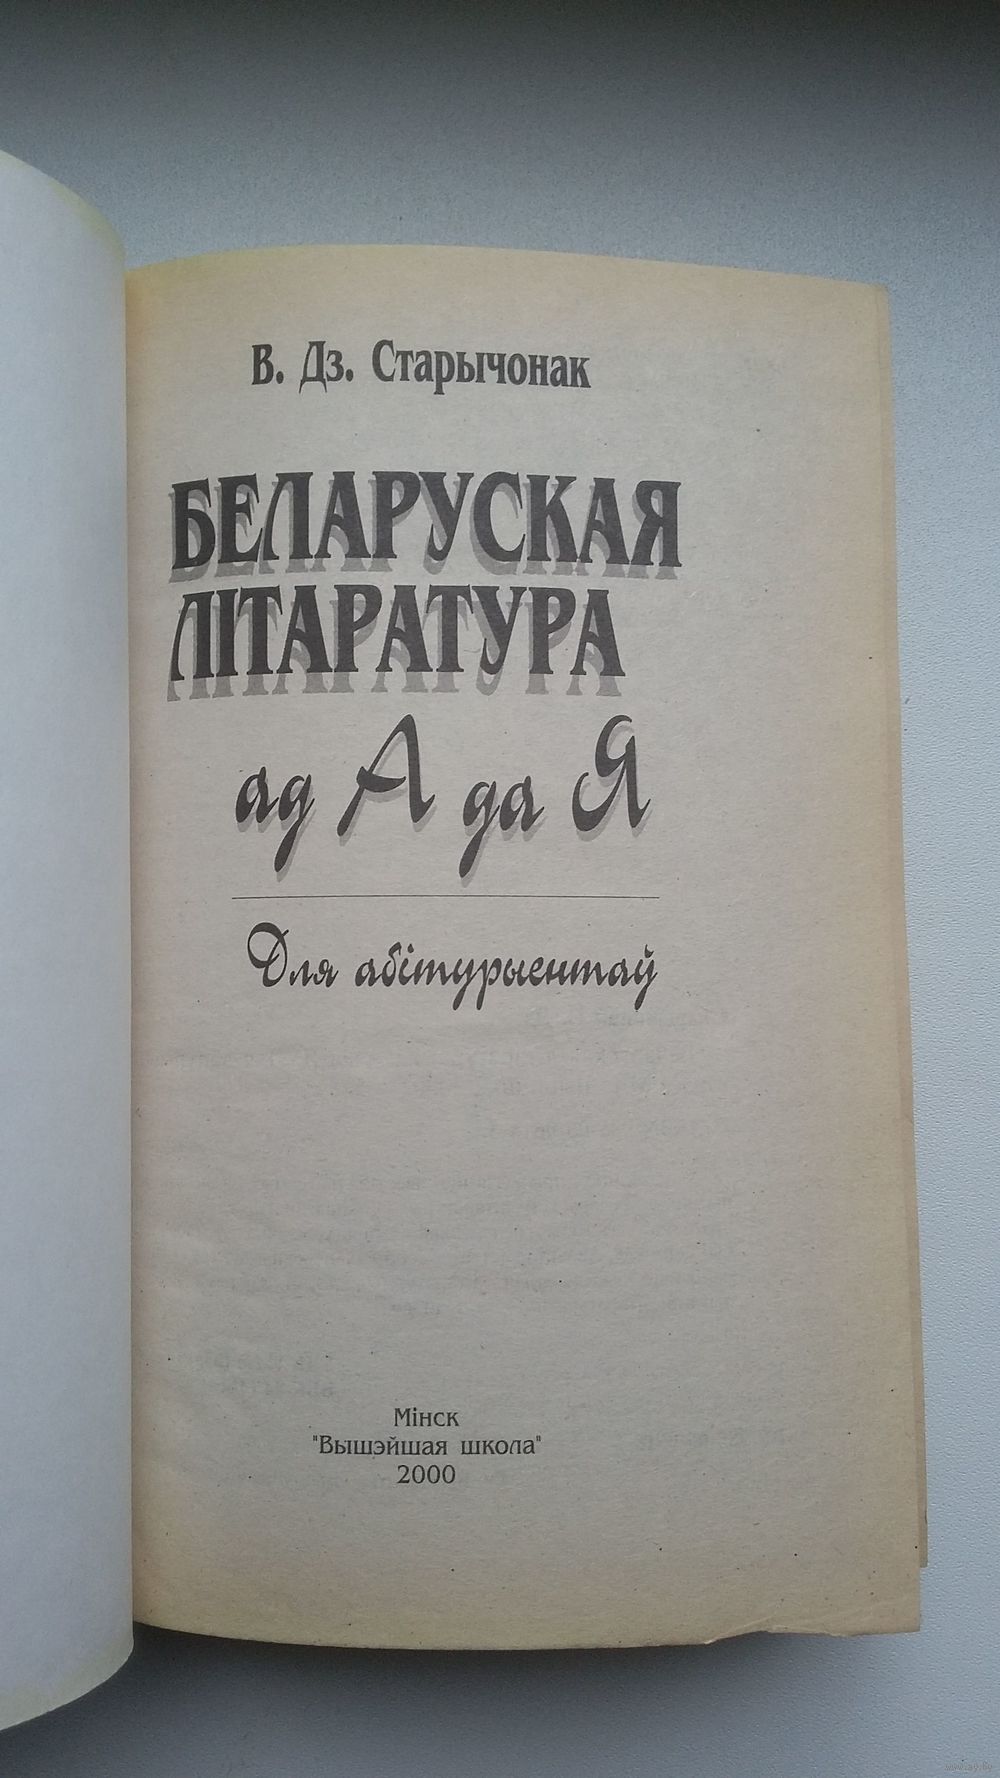 В. Дз. Старычонак
БЕЛАРУСКАЯ
ЛІТАРАТУРА
ад А да Я
Для абітурыентаў
Мінск
"Вышэйшая школа"
2000